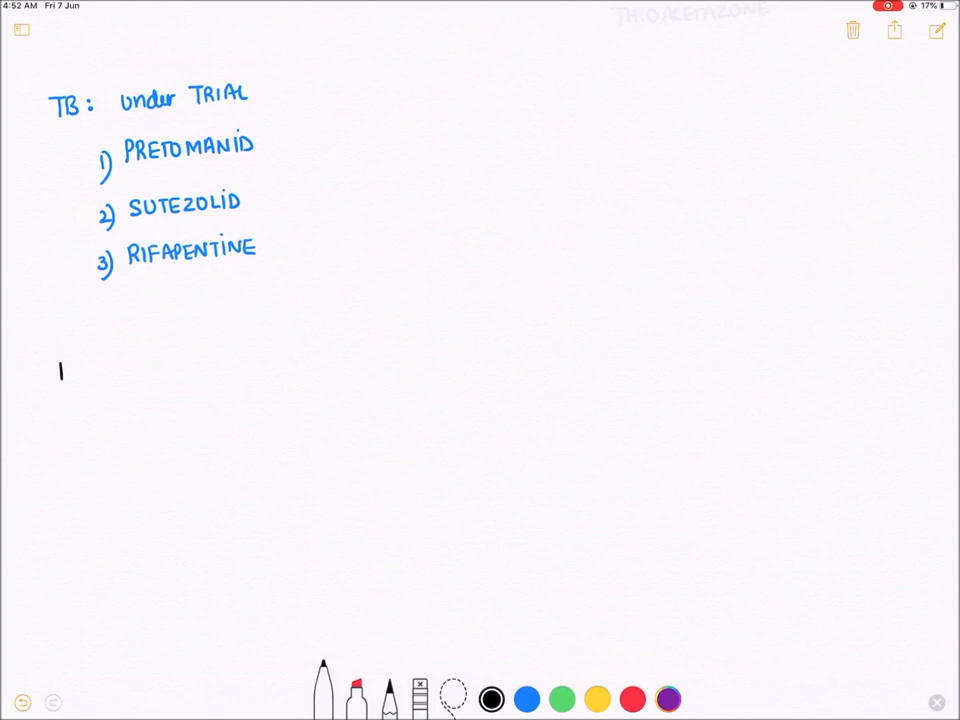 4:52 AM Fri 7 Jun
17%
THIOACETAZONE
TB: Under TRIAL
1) PRETOMANID
2) SUTEZOLID
3) RIFAPENTINE